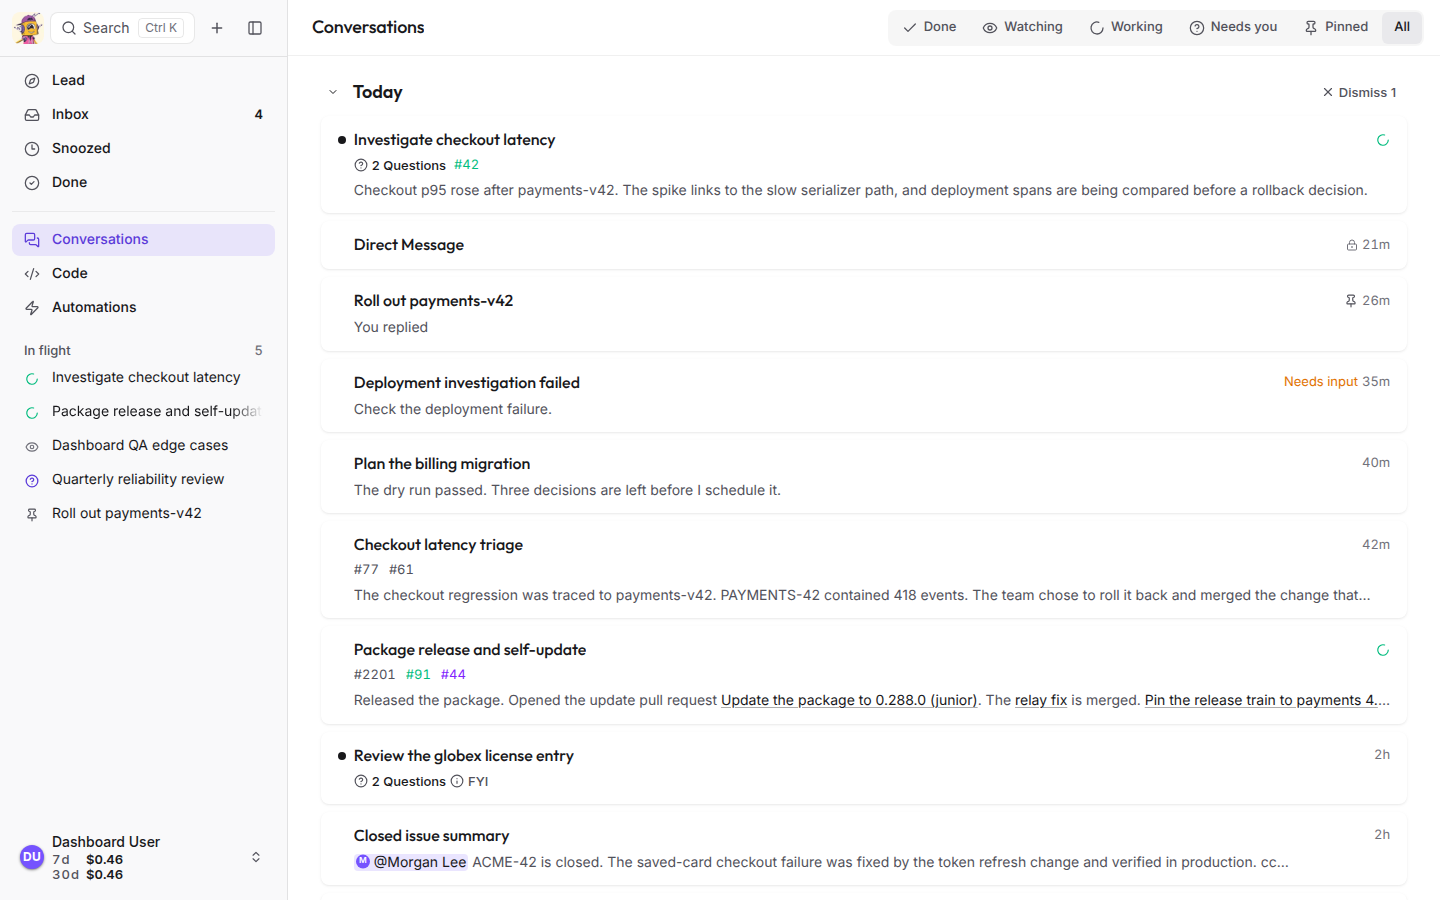 Search Ctrl K
Lead
Inbox 4
Snoozed
Done
Conversations
Code
Automations
In flight 5
Investigate checkout latency
Package release and self-updat
Dashboard QA edge cases
Quarterly reliability review
Roll out payments-v42
DU Dashboard User
7d $0.46
30d $0.46
Conversations
Done Watching Working Needs you Pinned All
Today Dismiss 1
Investigate checkout latency
2 Questions #42
Checkout p95 rose after payments-v42. The spike links to the slow serializer path, and deployment spans are being compared before a rollback decision.
Direct Message 21m
Roll out payments-v42 26m
You replied
Deployment investigation failed Needs input 35m
Check the deployment failure.
Plan the billing migration 40m
The dry run passed. Three decisions are left before I schedule it.
Checkout latency triage 42m
#77 #61
The checkout regression was traced to payments-v42. PAYMENTS-42 contained 418 events. The team chose to roll it back and merged the change that...
Package release and self-update
#2201 #91 #44
Released the package. Opened the update pull request Update the package to 0.288.0 (junior). The relay fix is merged. Pin the release train to payments 4....
Review the globex license entry 2h
2 Questions FYI
Closed issue summary 2h
M @Morgan Lee ACME-42 is closed. The saved-card checkout failure was fixed by the token refresh change and verified in production. cc...